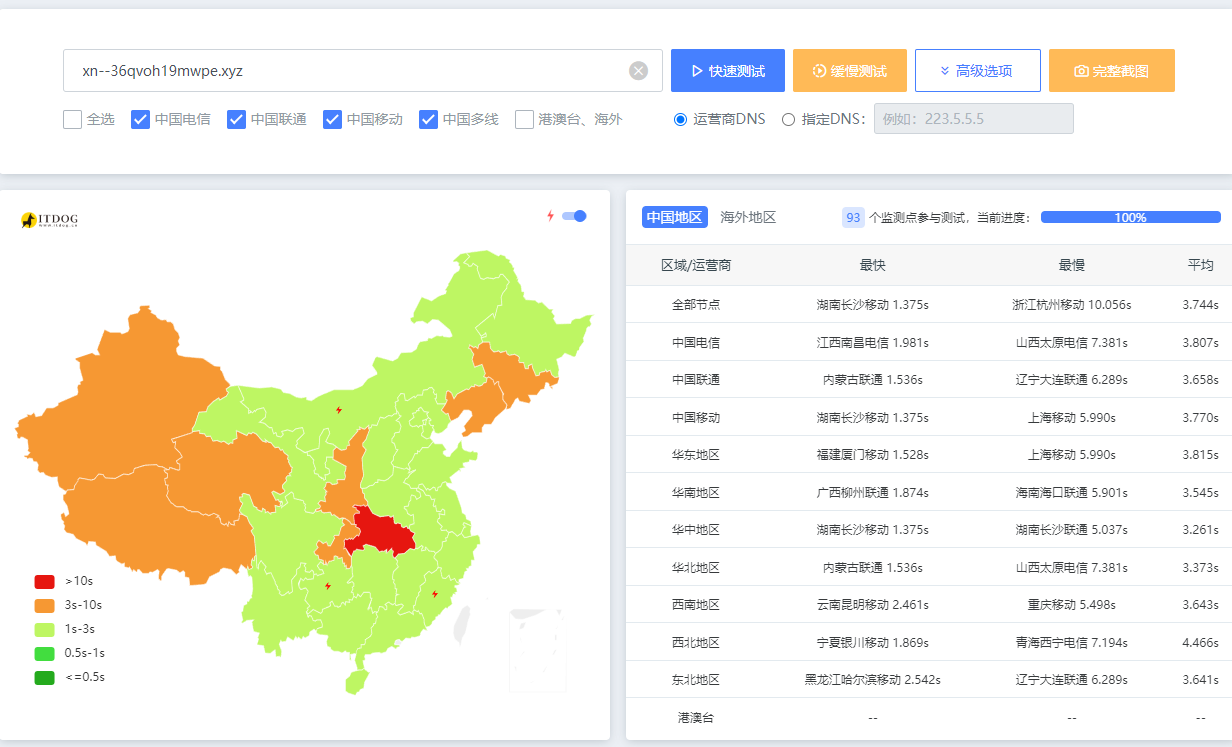 xn--36qvoh19mwpe.xyz
快速测试
缓慢测试
高级选项
完整截图
全选 中国电信 中国联通 中国移动 中国多线 港澳台、海外 运营商DNS 指定DNS: 例如：223.5.5.5
ITDOG
www.itdog.cn
>10s
3s-10s
1s-3s
0.5s-1s
<=0.5s
中国地区 海外地区 93 个监测点参与测试，当前进度： 100%
区域/运营商 最快 最慢 平均
全部节点 湖南长沙移动 1.375s 浙江杭州移动 10.056s 3.744s
中国电信 江西南昌电信 1.981s 山西太原电信 7.381s 3.807s
中国联通 内蒙古联通 1.536s 辽宁大连联通 6.289s 3.658s
中国移动 湖南长沙移动 1.375s 上海移动 5.990s 3.770s
华东地区 福建厦门移动 1.528s 上海移动 5.990s 3.815s
华南地区 广西柳州联通 1.874s 海南海口联通 5.901s 3.545s
华中地区 湖南长沙移动 1.375s 湖南长沙联通 5.037s 3.261s
华北地区 内蒙古联通 1.536s 山西太原电信 7.381s 3.373s
西南地区 云南昆明移动 2.461s 重庆移动 5.498s 3.643s
西北地区 宁夏银川移动 1.869s 青海西宁电信 7.194s 4.466s
东北地区 黑龙江哈尔滨移动 2.542s 辽宁大连联通 6.289s 3.641s
港澳台 -- -- --